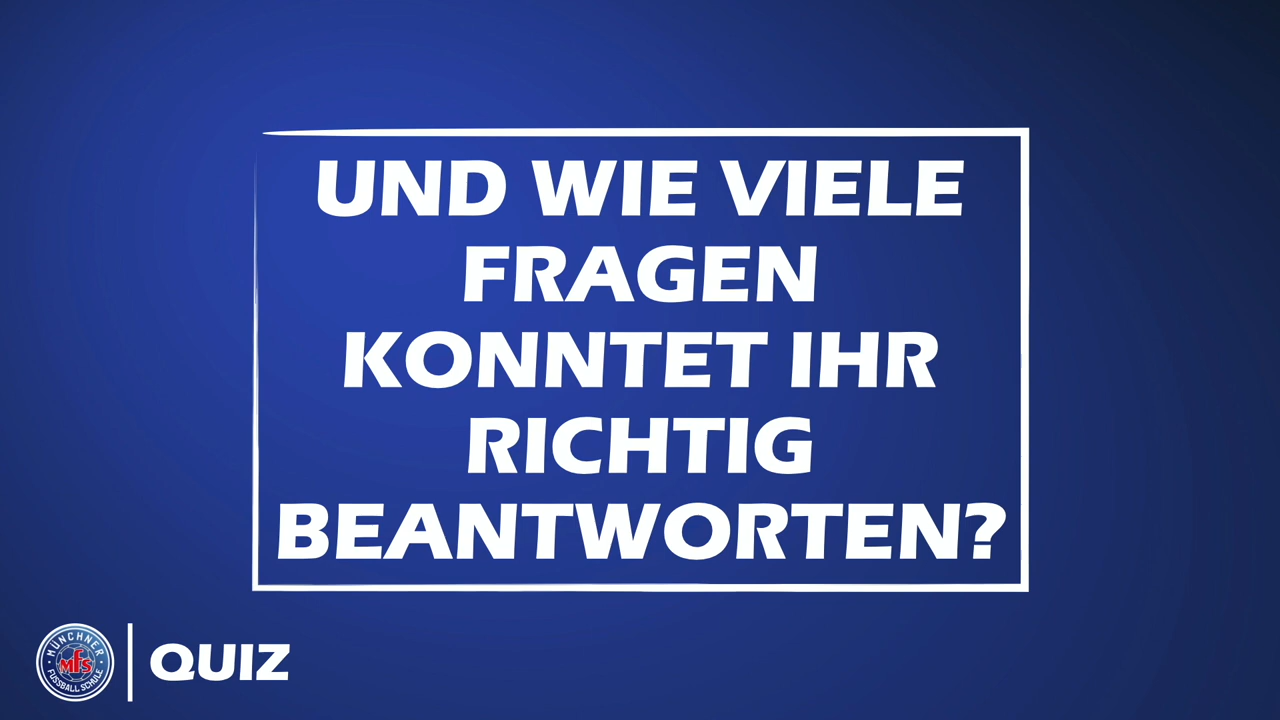 UND WIE VIELE
FRAGEN
KONNTET IHR
RICHTIG
BEANTWORTEN?
MÜNCHNER
MFS
FUSSBALL SCHULE
QUIZ